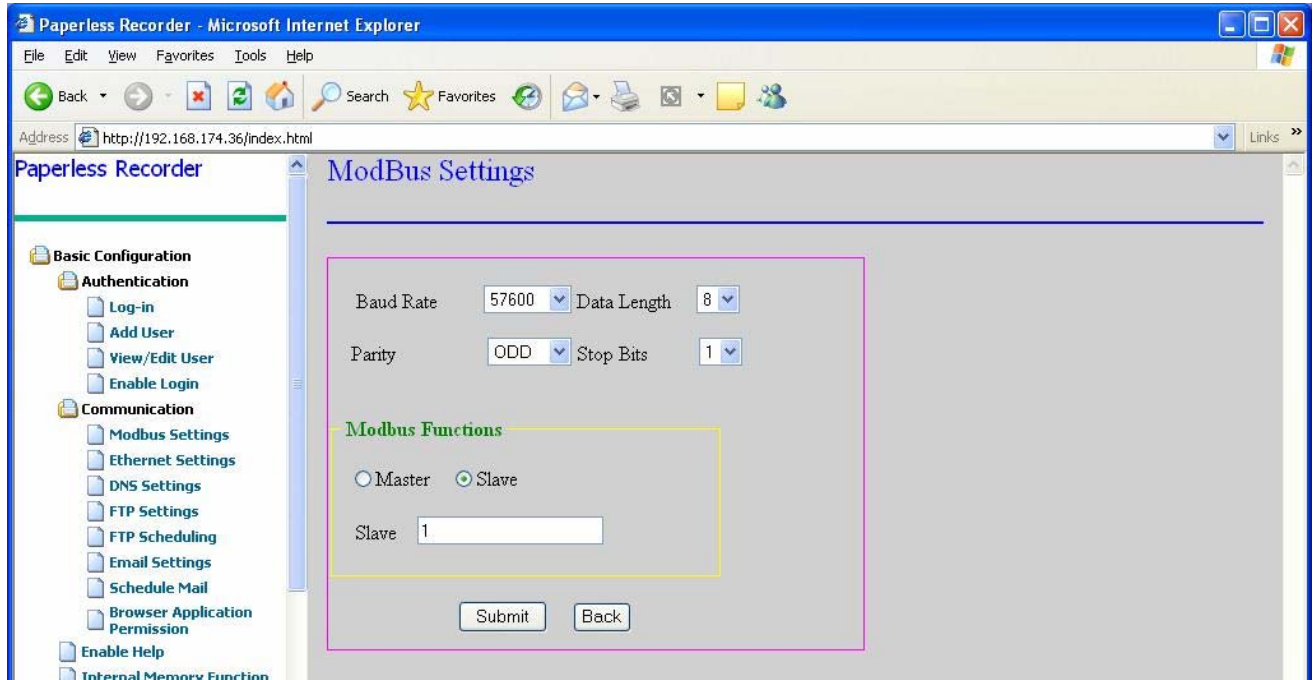 Paperless Recorder - Microsoft Internet Explorer
File Edit View Favorites Tools Help
Back Search Favorites
Address http://192.168.174.36/index.html Links »
Paperless Recorder
Basic Configuration
Authentication
Log-in
Add User
View/Edit User
Enable Login
Communication
Modbus Settings
Ethernet Settings
DNS Settings
FTP Settings
FTP Scheduling
Email Settings
Schedule Mail
Browser Application
Permission
Enable Help
Internal Memory Function
ModBus Settings
Baud Rate 57600 Data Length 8
Parity ODD Stop Bits 1
Modbus Functions
Master Slave
Slave 1
Submit Back